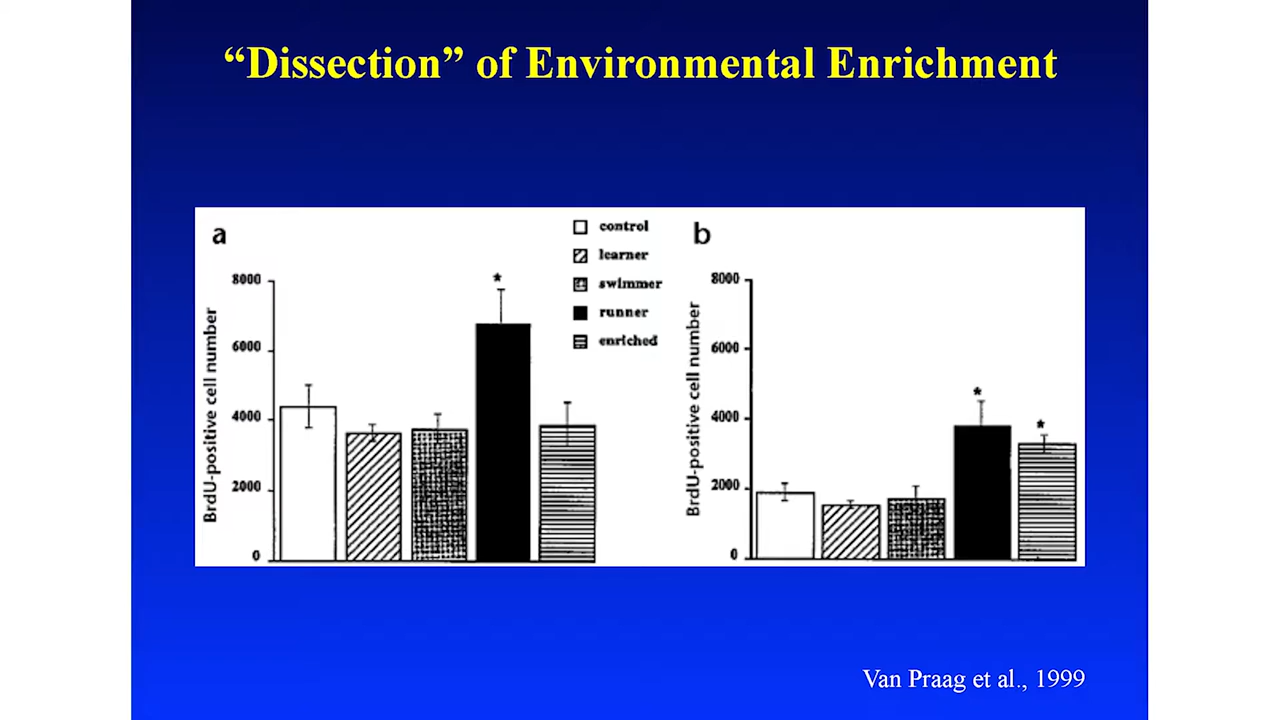 “Dissection” of Environmental Enrichment
a
control
learner
swimmer
runner
enriched
8000
6000
4000
2000
0
BrdU-positive cell number
*
b
8000
6000
4000
2000
0
BrdU-positive cell number
*
*
Van Praag et al., 1999